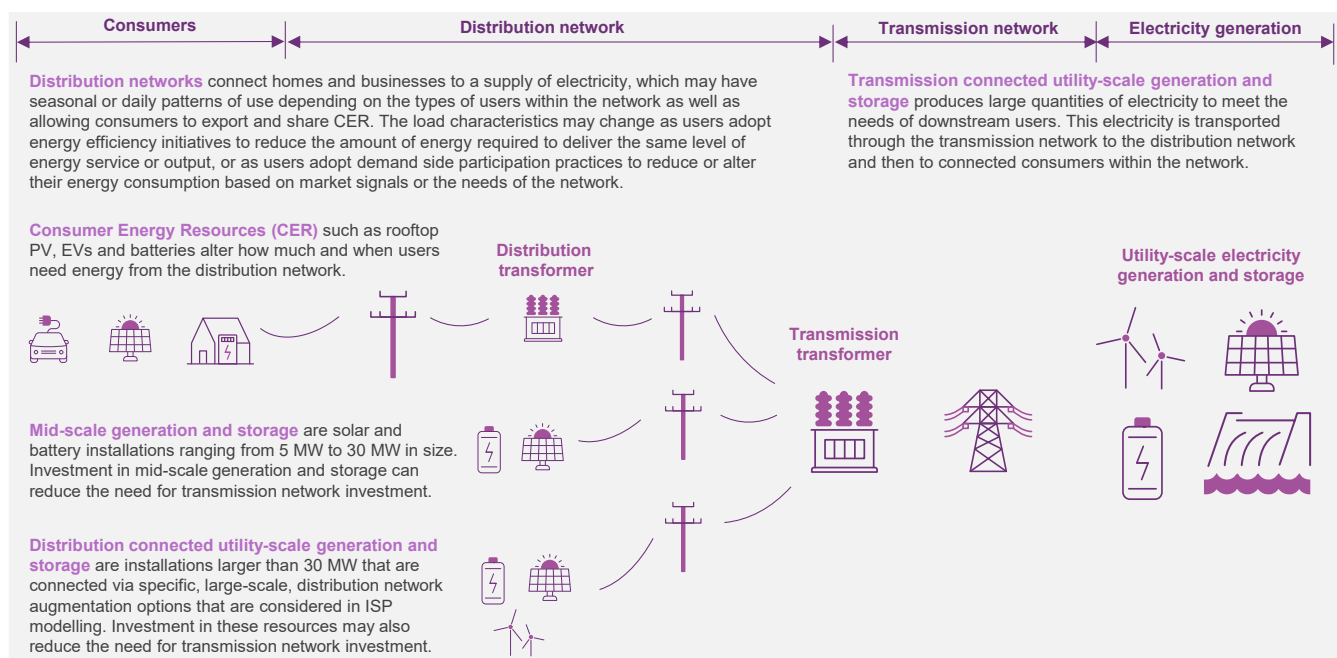 Consumers
Distribution network
Transmission network
Electricity generation
Distribution networks connect homes and businesses to a supply of electricity, which may have
seasonal or daily patterns of use depending on the types of users within the network as well as
allowing consumers to export and share CER. The load characteristics may change as users adopt
energy efficiency initiatives to reduce the amount of energy required to deliver the same level of
energy service or output, or as users adopt demand side participation practices to reduce or alter
their energy consumption based on market signals or the needs of the network.
Transmission connected utility-scale generation and
storage produces large quantities of electricity to meet the
needs of downstream users. This electricity is transported
through the transmission network to the distribution network
and then to connected consumers within the network.
Consumer Energy Resources (CER) such as rooftop
PV, EVs and batteries alter how much and when users
need energy from the distribution network.
Distribution
transformer
Utility-scale electricity
generation and storage
Transmission
transformer
Mid-scale generation and storage are solar and
battery installations ranging from 5 MW to 30 MW in size.
Investment in mid-scale generation and storage can
reduce the need for transmission network investment.
Distribution connected utility-scale generation and
storage are installations larger than 30 MW that are
connected via specific, large-scale, distribution network
augmentation options that are considered in ISP
modelling. Investment in these resources may also
reduce the need for transmission network investment.